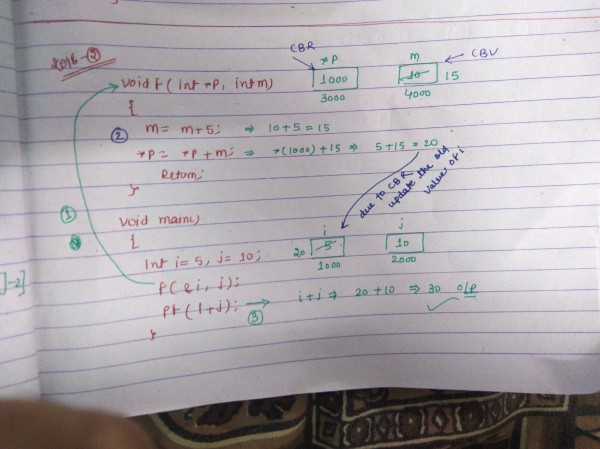 2016-2
CBR
*P
m
CBV
void f( int *p, int m)
1000
10 15
3000
4000
{
② m = m+5; ⇒ 10+5 = 15
*p = *p + m; ⇒ *(1000)+15 ⇒ 5+15 = 20
Return;
}
due to CBR
update the old
value of i
①
void main()
{
i
j
Int i= 5, j= 10;
20 5
10
1000
2000
P( &i, j);
Pf( i+j); → i+j ⇒ 20+10 ⇒ 30 o/p
③
}
]-2]